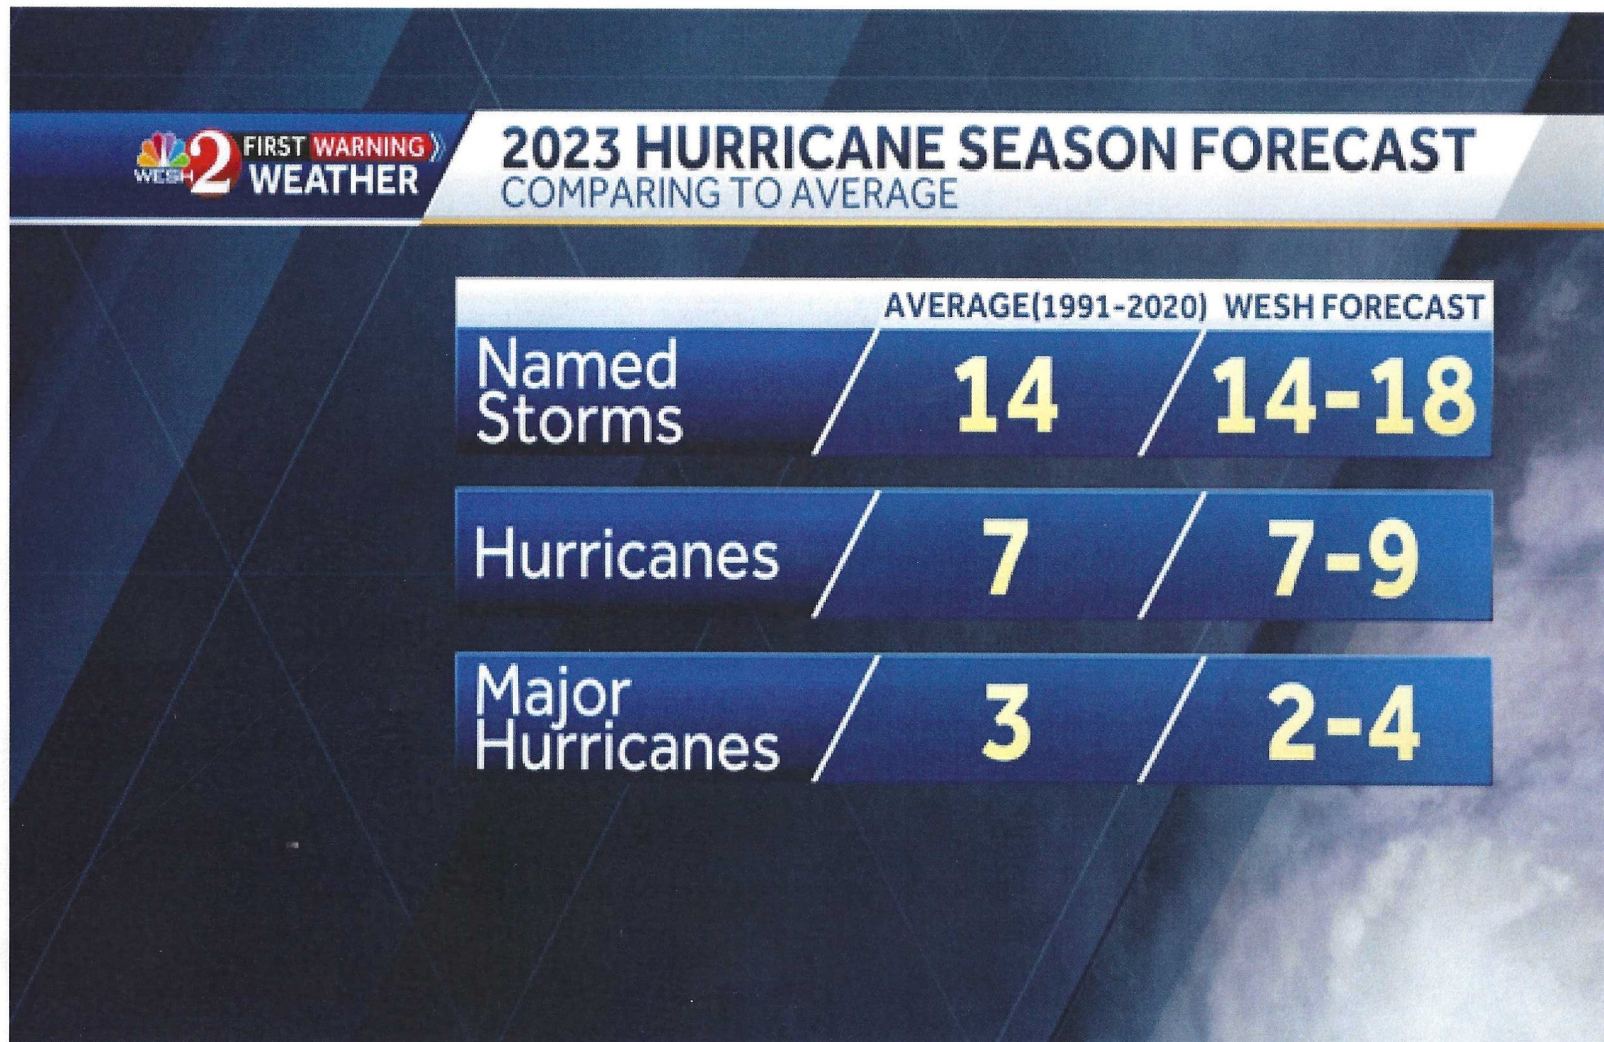 WESH 2 FIRST WARNING WEATHER
2023 HURRICANE SEASON FORECAST
COMPARING TO AVERAGE
AVERAGE(1991-2020) WESH FORECAST
Named Storms 14 14-18
Hurricanes 7 7-9
Major Hurricanes 3 2-4